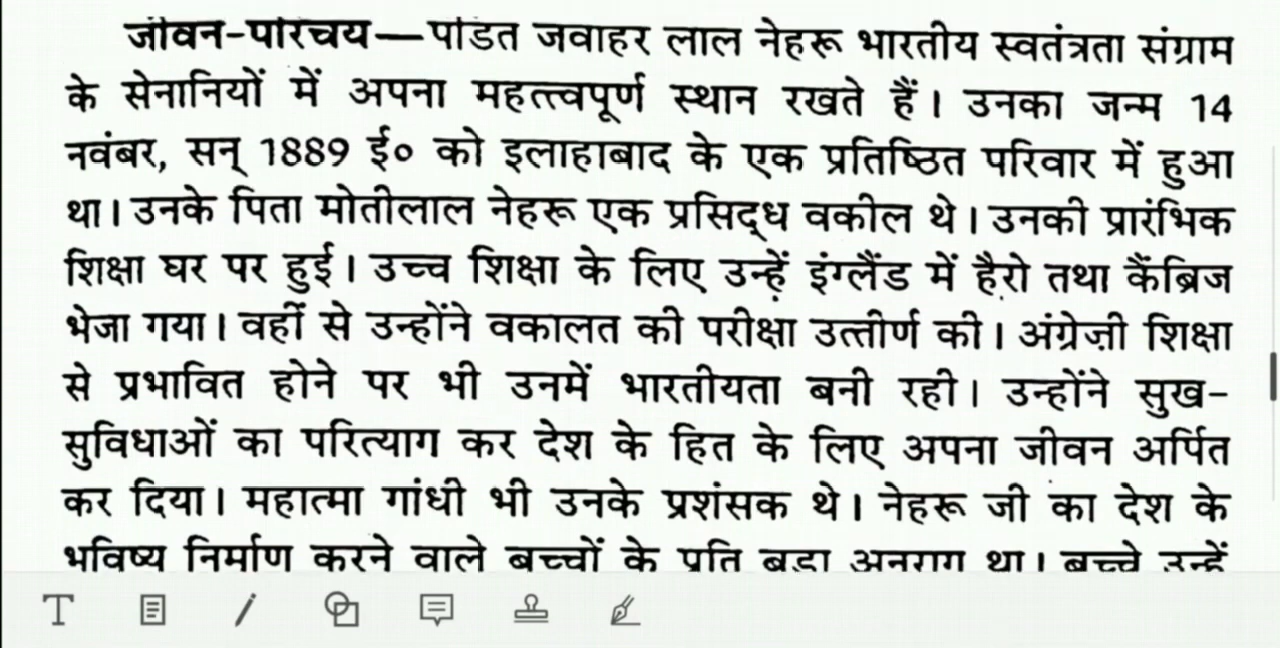 जीवन-परिचय—पंडित जवाहर लाल नेहरू भारतीय स्वतंत्रता संग्राम
के सेनानियों में अपना महत्त्वपूर्ण स्थान रखते हैं। उनका जन्म 14
नवंबर, सन् 1889 ई० को इलाहाबाद के एक प्रतिष्ठित परिवार में हुआ
था। उनके पिता मोतीलाल नेहरू एक प्रसिद्ध वकील थे। उनकी प्रारंभिक
शिक्षा घर पर हुई। उच्च शिक्षा के लिए उन्हें इंग्लैंड में हैरो तथा कैंब्रिज
भेजा गया। वहीं से उन्होंने वकालत की परीक्षा उत्तीर्ण की। अंग्रेज़ी शिक्षा
से प्रभावित होने पर भी उनमें भारतीयता बनी रही। उन्होंने सुख-
सुविधाओं का परित्याग कर देश के हित के लिए अपना जीवन अर्पित
कर दिया। महात्मा गांधी भी उनके प्रशंसक थे। नेहरू जी का देश के
भविष्य निर्माण करने वाले बच्चों के प्रति बड़ा अनुराग था। बच्चे उन्हें
T